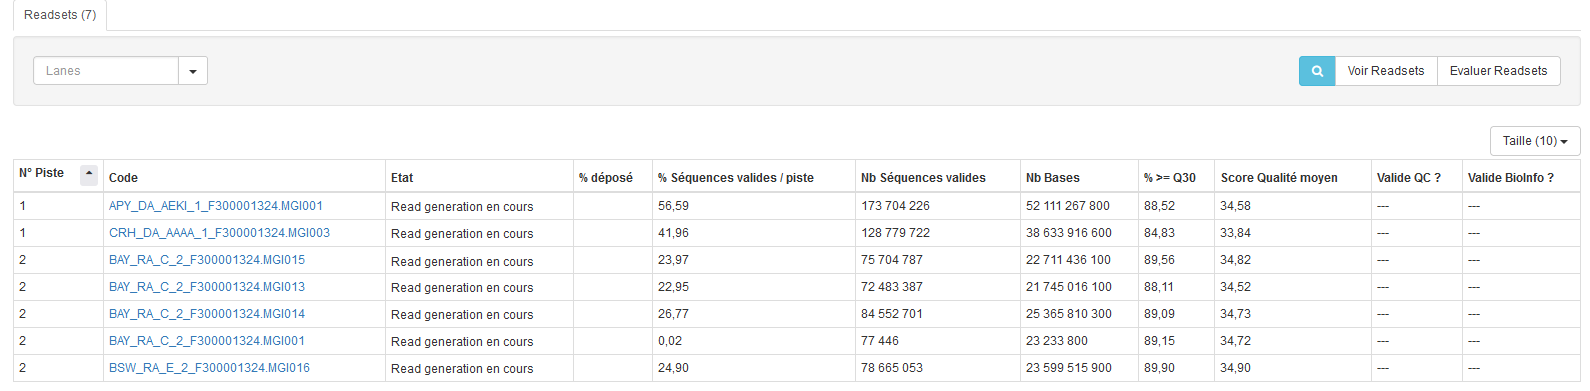 Readsets (7)
Lanes
Voir Readsets Evaluer Readsets
Taille (10)
N° Piste Code Etat % déposé % Séquences valides / piste Nb Séquences valides Nb Bases % >= Q30 Score Qualité moyen Valide QC ? Valide BioInfo ?
1 APY_DA_AEKI_1_F300001324.MGI001 Read generation en cours 56,59 173 704 226 52 111 267 800 88,52 34,58 --- ---
1 CRH_DA_AAAA_1_F300001324.MGI003 Read generation en cours 41,96 128 779 722 38 633 916 600 84,83 33,84 --- ---
2 BAY_RA_C_2_F300001324.MGI015 Read generation en cours 23,97 75 704 787 22 711 436 100 89,56 34,82 --- ---
2 BAY_RA_C_2_F300001324.MGI013 Read generation en cours 22,95 72 483 387 21 745 016 100 88,11 34,52 --- ---
2 BAY_RA_C_2_F300001324.MGI014 Read generation en cours 26,77 84 552 701 25 365 810 300 89,09 34,73 --- ---
2 BAY_RA_C_2_F300001324.MGI001 Read generation en cours 0,02 77 446 23 233 800 89,15 34,72 --- ---
2 BSW_RA_E_2_F300001324.MGI016 Read generation en cours 24,90 78 665 053 23 599 515 900 89,90 34,90 --- ---